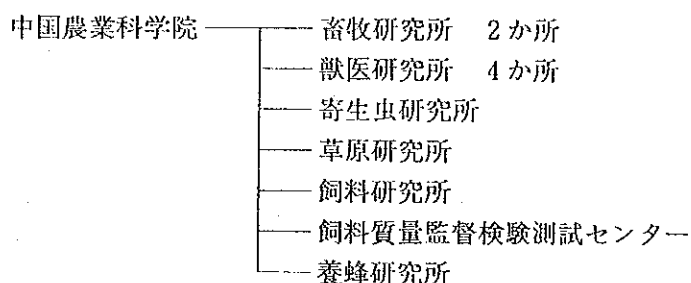 中国農業科学院 畜牧研究所 2か所
獣医研究所 4か所
寄生虫研究所
草原研究所
飼料研究所
飼料質量監督検験測試センター
養蜂研究所